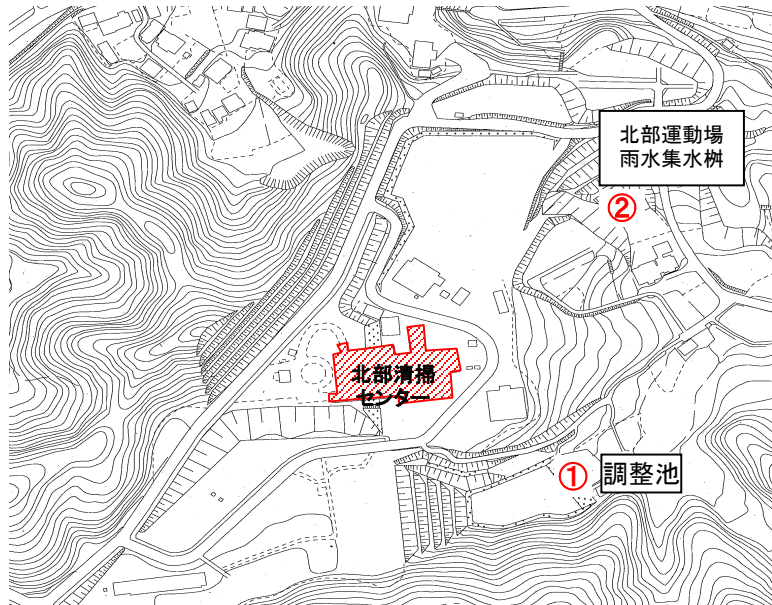 北部運動場
雨水集水桝
②
北部清掃
センター
①
調整池